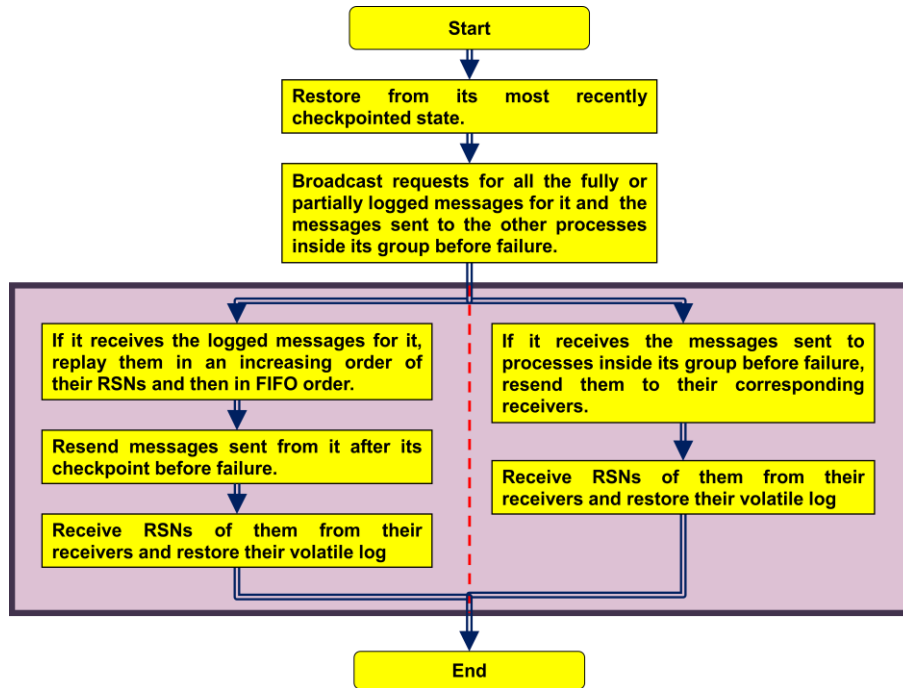 Start
Restore from its most recently
checkpointed state.
Broadcast requests for all the fully or
partially logged messages for it and the
messages sent to the other processes
inside its group before failure.
If it receives the logged messages for it,
replay them in an increasing order of
their RSNs and then in FIFO order.
Resend messages sent from it after its
checkpoint before failure.
Receive RSNs of them from their
receivers and restore their volatile log
If it receives the messages sent to
processes inside its group before failure,
resend them to their corresponding
receivers.
Receive RSNs of them from their
receivers and restore their volatile log
End